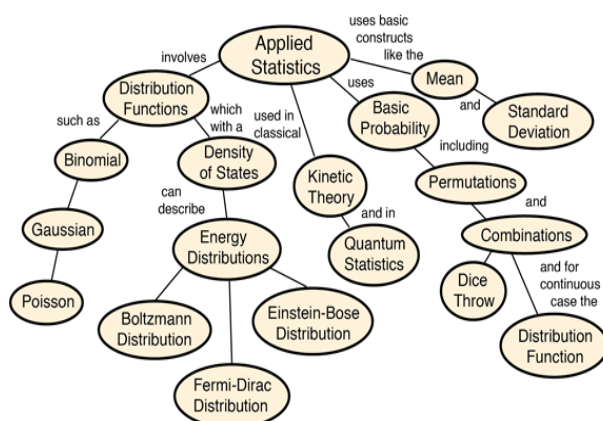 uses basic
constructs
like the
Applied
Statistics
involves
Mean
Distribution
Functions
which
with a
used in
classical
uses
Basic
Probability
and
Standard
Deviation
such as
Binomial
Density
of States
including
Kinetic
Theory
Permutations
can
describe
and in
and
Gaussian
Energy
Distributions
Quantum
Statistics
Combinations
Poisson
Boltzmann
Distribution
Einstein-Bose
Distribution
Dice
Throw
and for
continuous
case the
Distribution
Function
Fermi-Dirac
Distribution